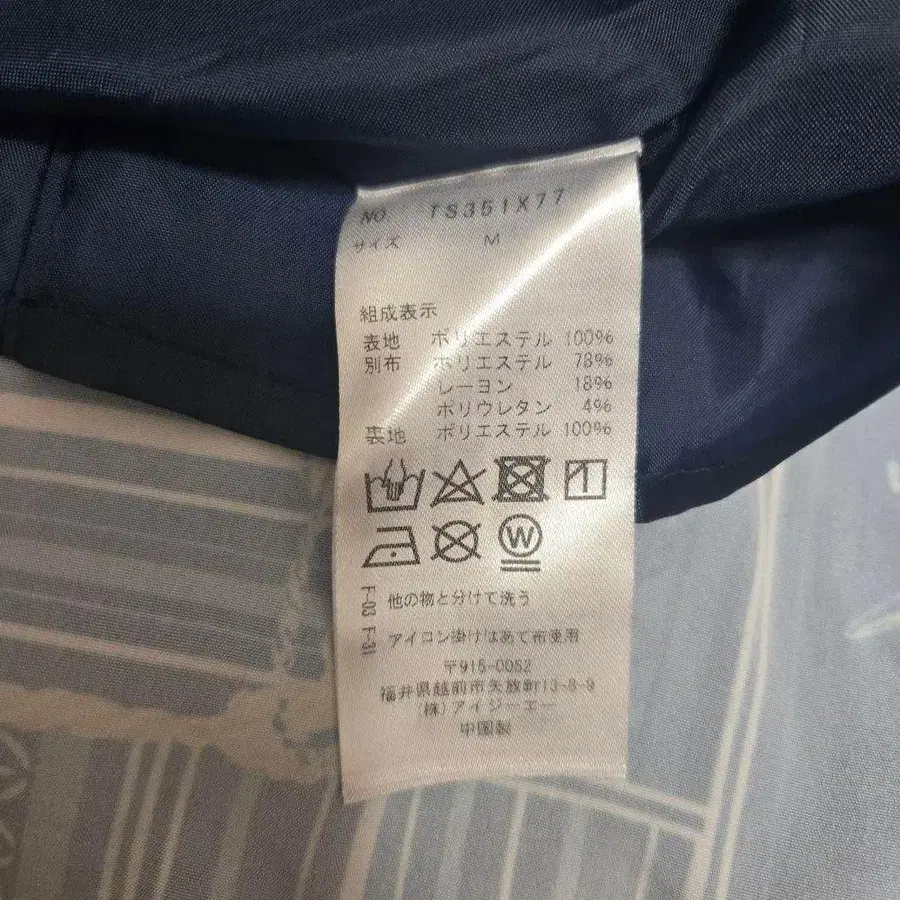 NO. TS351X77
サイズ M
組成表示
表地 ポリエステル 100%
別布 ポリエステル 78%
レーヨン 18%
ポリウレタン 4%
裏地 ポリエステル 100%
W
F-03 他の物と分けて洗う
F-31 アイロン掛けはあて布使用
〒915-0052
福井県越前市矢放町13-8-9
(株)アイジーエー
中国製